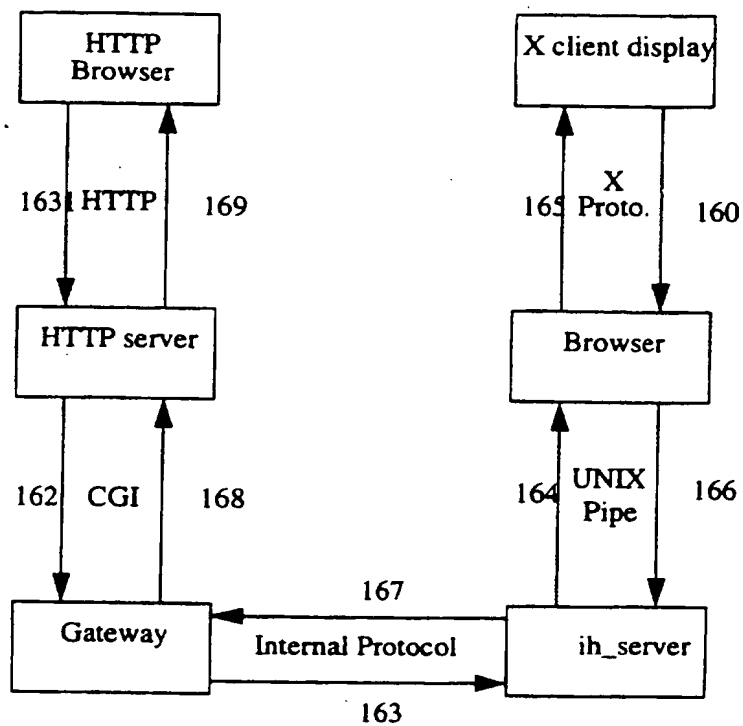 HTTP
Browser
X client display
1631 HTTP 169
165 X
Proto. 160
HTTP server
Browser
162 CGI 168
164 UNIX
Pipe 166
167
Gateway
Internal Protocol
ih_server
163